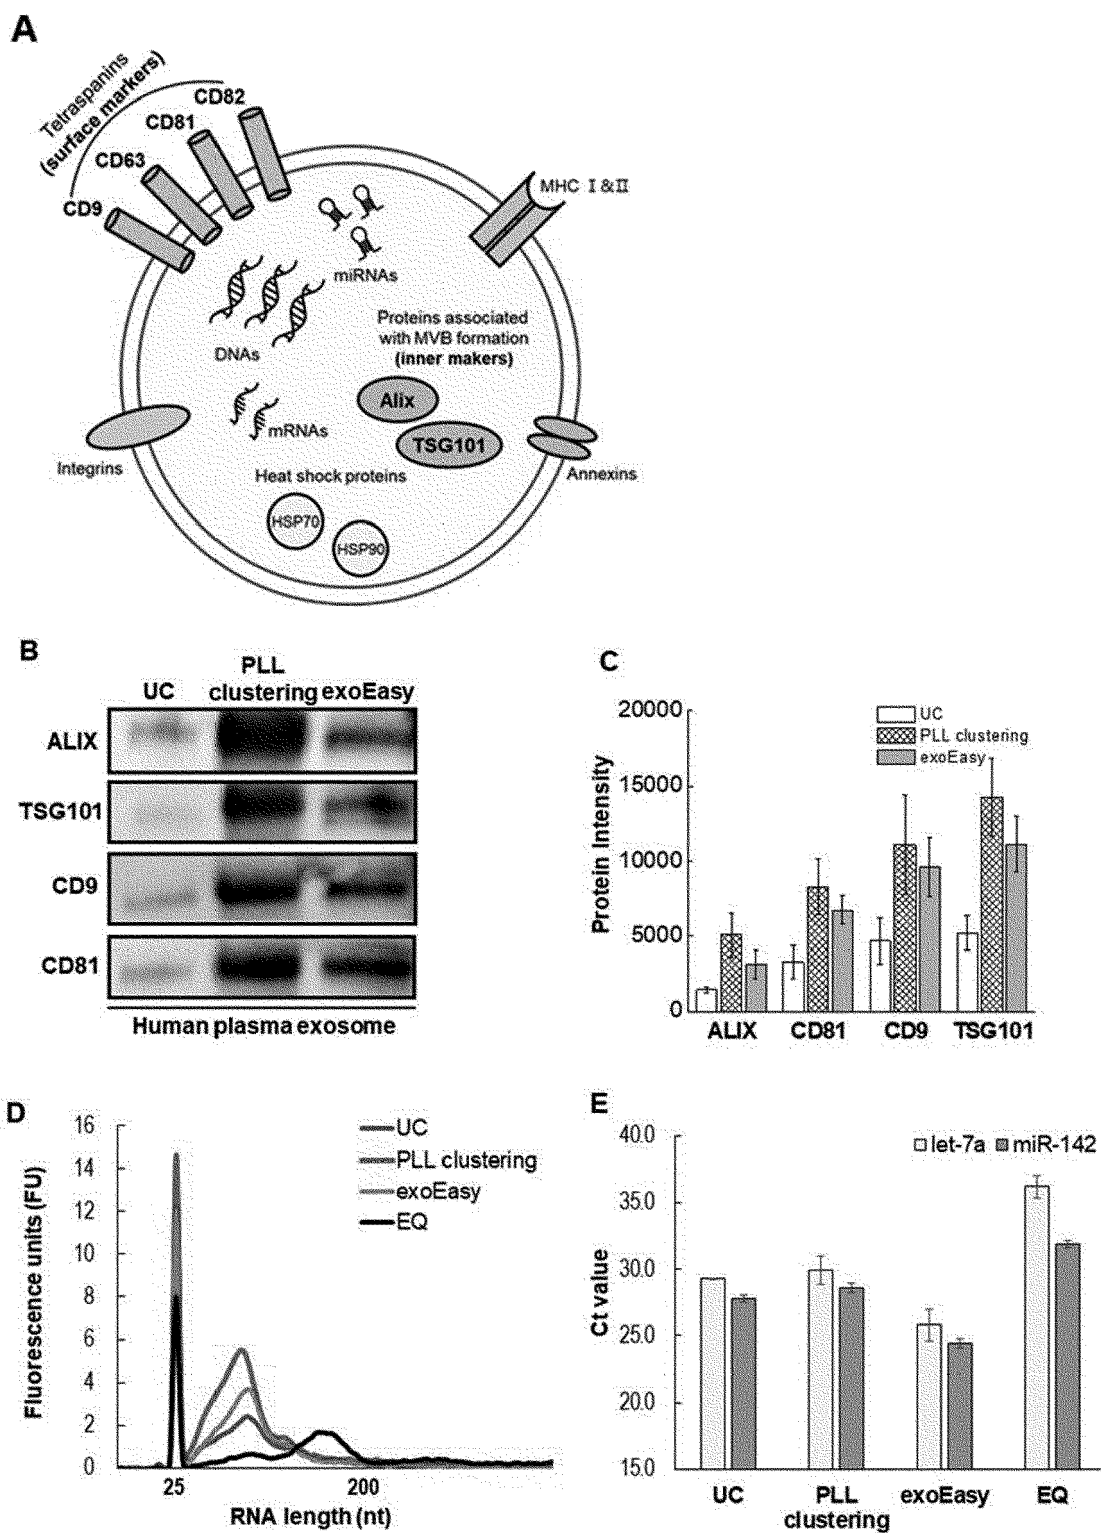 A
Tetraspanins
(surface markers)
CD82
CD81
CD63
CD9
MHC I & II
miRNAs
DNAs
Proteins associated
with MVB formation
(inner makers)
Alix
TSG101
mRNAs
Integrins
Annexins
Heat shock proteins
HSP70
HSP90
B
UC
PLL
clustering
exoEasy
ALIX
TSG101
CD9
CD81
Human plasma exosome
C
Protein Intensity
20000
15000
10000
5000
0
UC
PLL clustering
exoEasy
ALIX
CD81
CD9
TSG101
D
Fluorescence units (FU)
16
14
12
10
8
6
4
2
0
UC
PLL clustering
exoEasy
EQ
25
200
RNA length (nt)
E
Ct value
40.0
35.0
30.0
25.0
20.0
15.0
let-7a
miR-142
UC
PLL
clustering
exoEasy
EQ